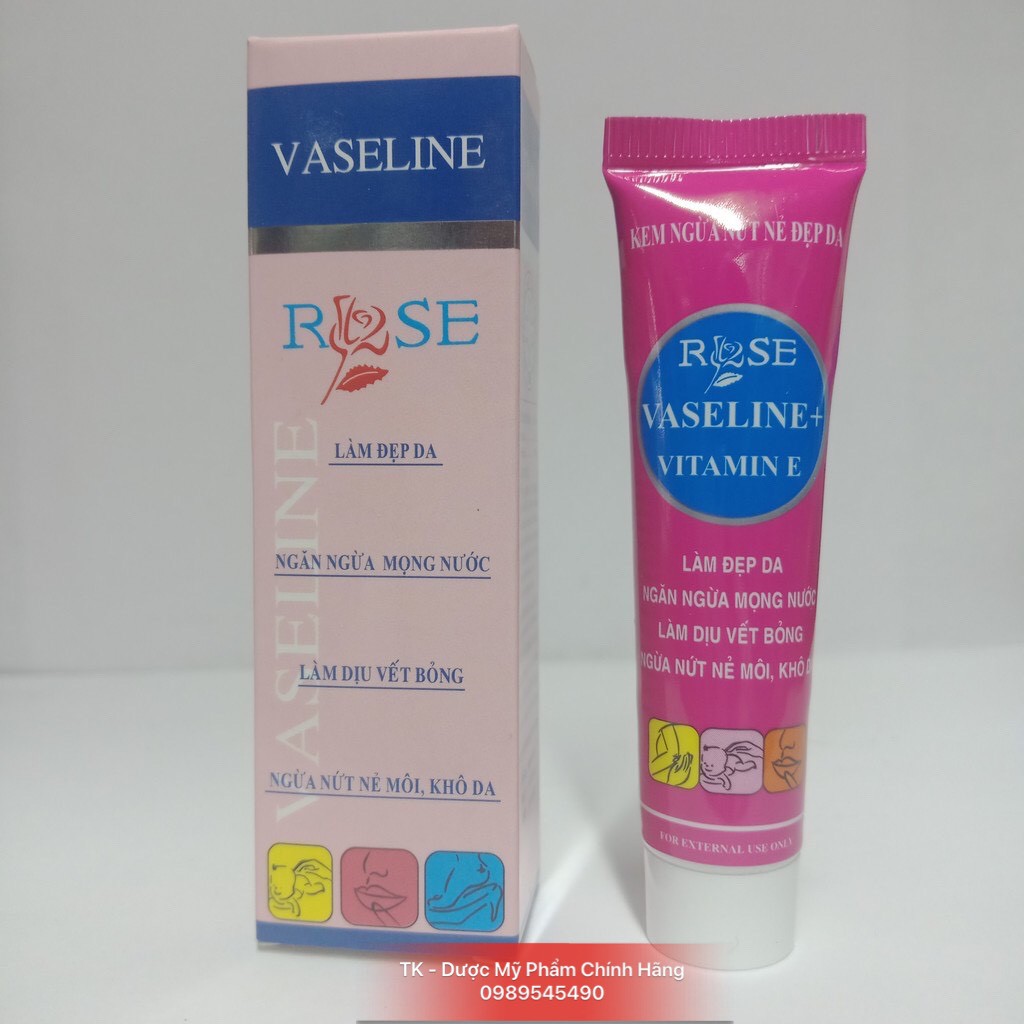 VASELINE
ROSE
VASELINE
LÀM ĐẸP DA
NGĂN NGỪA MỌNG NƯỚC
LÀM DỊU VẾT BỎNG
NGỪA NỨT NẺ MÔI, KHÔ DA
KEM NGỪA NỨT NẺ ĐẸP DA
ROSE
VASELINE+
VITAMIN E
LÀM ĐẸP DA
NGĂN NGỪA MỌNG NƯỚC
LÀM DỊU VẾT BỎNG
NGỪA NỨT NẺ MÔI, KHÔ DA
FOR EXTERNAL USE ONLY
TK - Dược Mỹ Phẩm Chính Hãng
0989545490